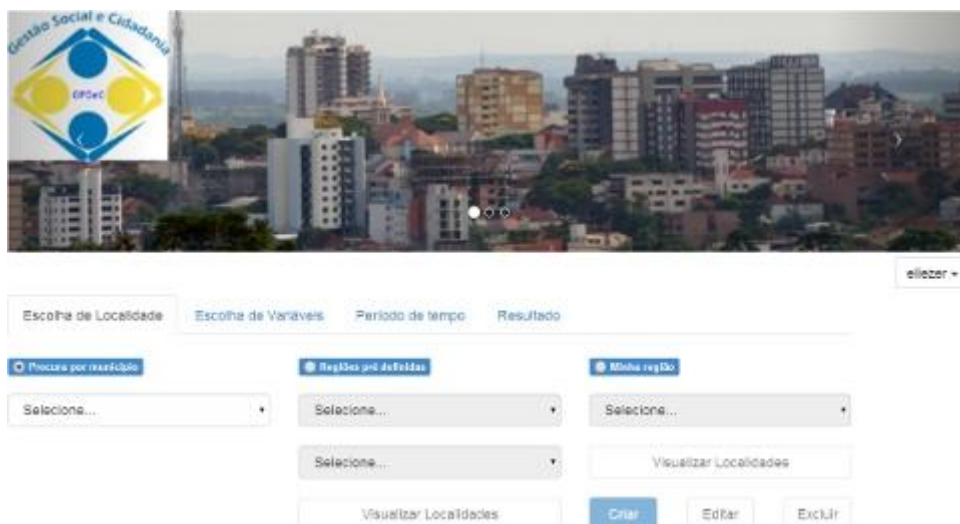 Gestão Social e Cidadania
GPGeC
eliezer
Escolha de Localidade
Escolha de Variáveis
Período de tempo
Resultado
Procura por município
Regiões pré definidas
Minha região
Selecione...
Selecione...
Selecione...
Selecione...
Visualizar Localidades
Visualizar Localidades
Criar
Editar
Excluir